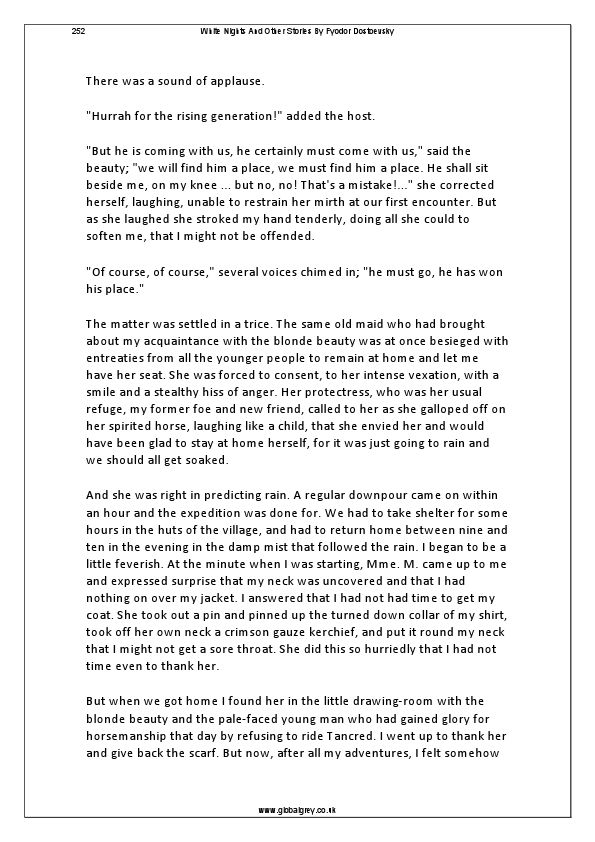 252 White Nights And Other Stories By Fyodor Dostoevsky
There was a sound of applause.
"Hurrah for the rising generation!" added the host.
"But he is coming with us, he certainly must come with us," said the
beauty; "we will find him a place, we must find him a place. He shall sit
beside me, on my knee ... but no, no! That's a mistake!..." she corrected
herself, laughing, unable to restrain her mirth at our first encounter. But
as she laughed she stroked my hand tenderly, doing all she could to
soften me, that I might not be offended.
"Of course, of course," several voices chimed in; "he must go, he has won
his place."
The matter was settled in a trice. The same old maid who had brought
about my acquaintance with the blonde beauty was at once besieged with
entreaties from all the younger people to remain at home and let me
have her seat. She was forced to consent, to her intense vexation, with a
smile and a stealthy hiss of anger. Her protectress, who was her usual
refuge, my former foe and new friend, called to her as she galloped off on
her spirited horse, laughing like a child, that she envied her and would
have been glad to stay at home herself, for it was just going to rain and
we should all get soaked.
And she was right in predicting rain. A regular downpour came on within
an hour and the expedition was done for. We had to take shelter for some
hours in the huts of the village, and had to return home between nine and
ten in the evening in the damp mist that followed the rain. I began to be a
little feverish. At the minute when I was starting, Mme. M. came up to me
and expressed surprise that my neck was uncovered and that I had
nothing on over my jacket. I answered that I had not had time to get my
coat. She took out a pin and pinned up the turned down collar of my shirt,
took off her own neck a crimson gauze kerchief, and put it round my neck
that I might not get a sore throat. She did this so hurriedly that I had not
time even to thank her.
But when we got home I found her in the little drawing-room with the
blonde beauty and the pale-faced young man who had gained glory for
horsemanship that day by refusing to ride Tancred. I went up to thank her
and give back the scarf. But now, after all my adventures, I felt somehow
www.globalgrey.co.uk